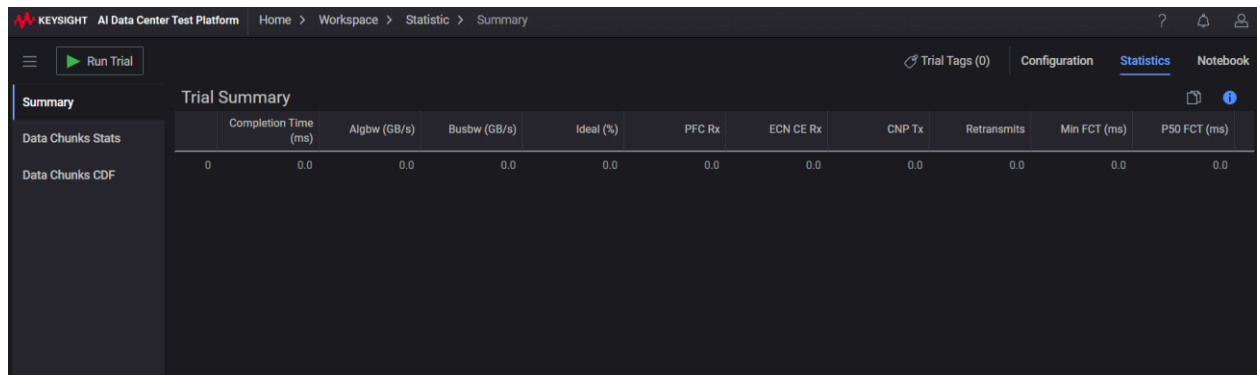 KEYSIGHT AI Data Center Test Platform Home > Workspace > Statistic > Summary ?
Run Trial Trial Tags (0) Configuration Statistics Notebook
Summary
Data Chunks Stats
Data Chunks CDF
Trial Summary
Completion Time (ms) Algbw (GB/s) Busbw (GB/s) Ideal (%) PFC Rx ECN CE Rx CNP Tx Retransmits Min FCT (ms) P50 FCT (ms)
0 0.0 0.0 0.0 0.0 0.0 0.0 0.0 0.0 0.0 0.0